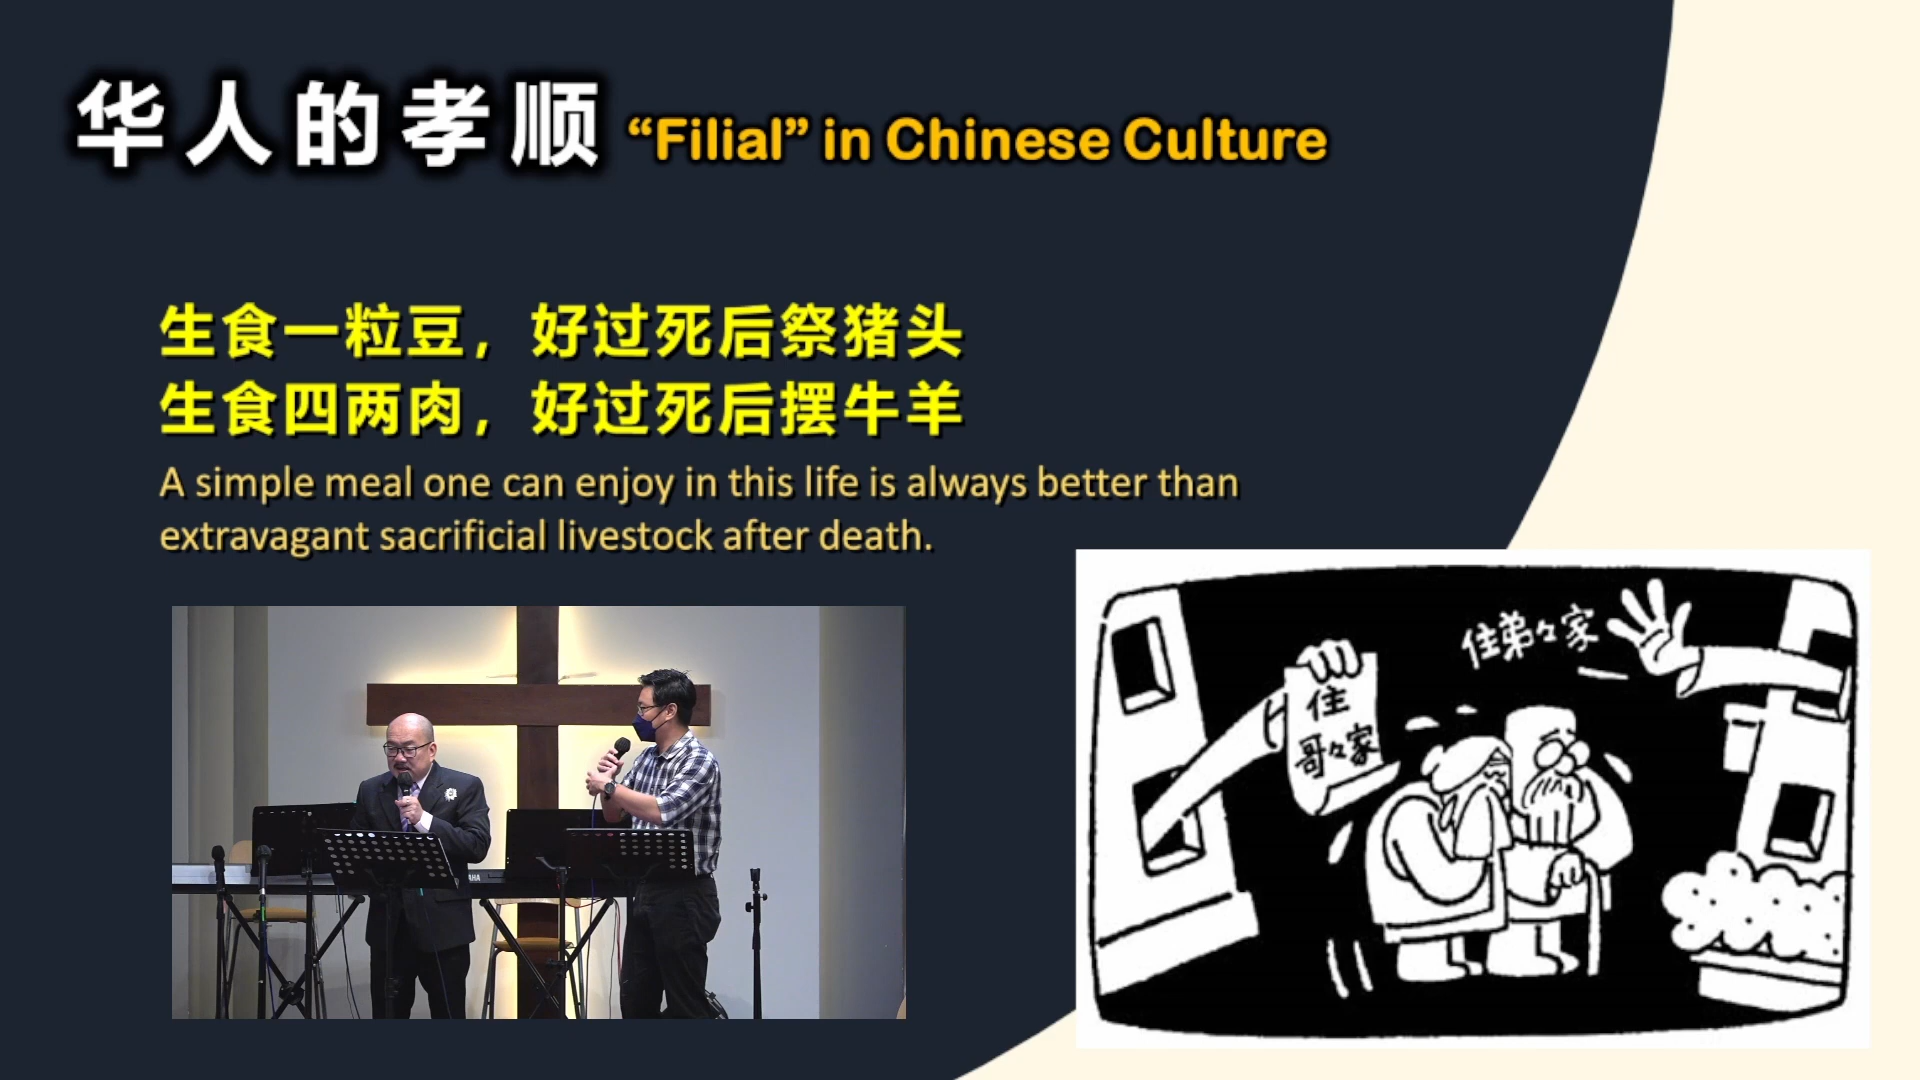 华人的孝顺 “Filial” in Chinese Culture
生食一粒豆，好过死后祭猪头
生食四两肉，好过死后摆牛羊
A simple meal one can enjoy in this life is always better than
extravagant sacrificial livestock after death.
住弟々家
住
哥々家
AHA